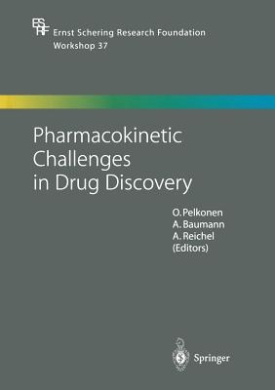 ESRF Ernst Schering Research Foundation
Workshop 37
Pharmacokinetic
Challenges
in Drug Discovery
O. Pelkonen
A. Baumann
A. Reichel
(Editors)
Springer